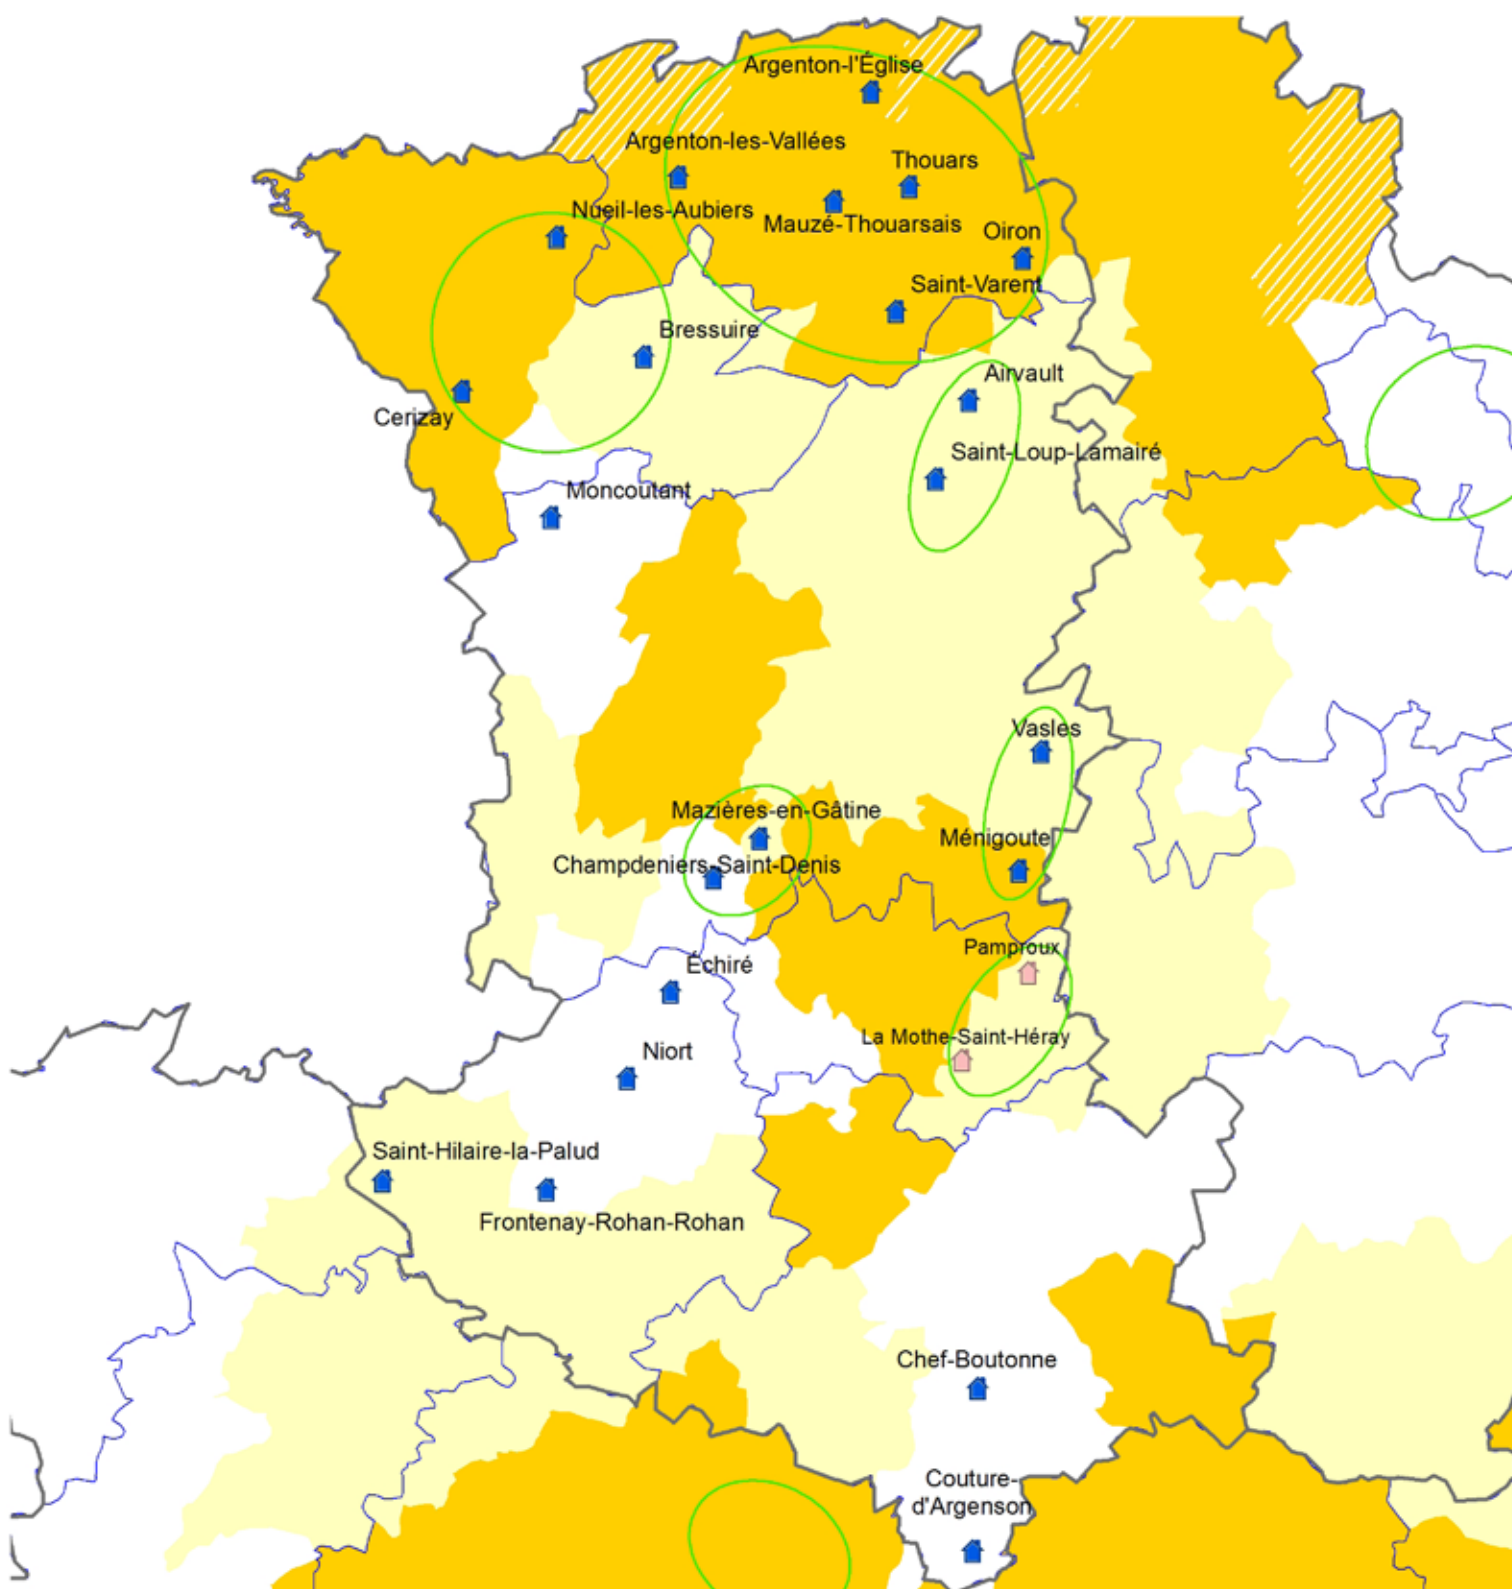 Argenton-l'Église
Argenton-les-Vallées
Thouars
Nueil-les-Aubiers
Mauzé-Thouarsais
Oiron
Saint-Varent
Bressuire
Airvault
Cerizay
Saint-Loup-Lamairé
Moncoutant
Vasles
Mazières-en-Gâtine
Ménigoute
Champdeniers-Saint-Denis
Pamproux
Échiré
La Mothe-Saint-Héray
Niort
Saint-Hilaire-la-Palud
Frontenay-Rohan-Rohan
Chef-Boutonne
Couture-
d'Argenson